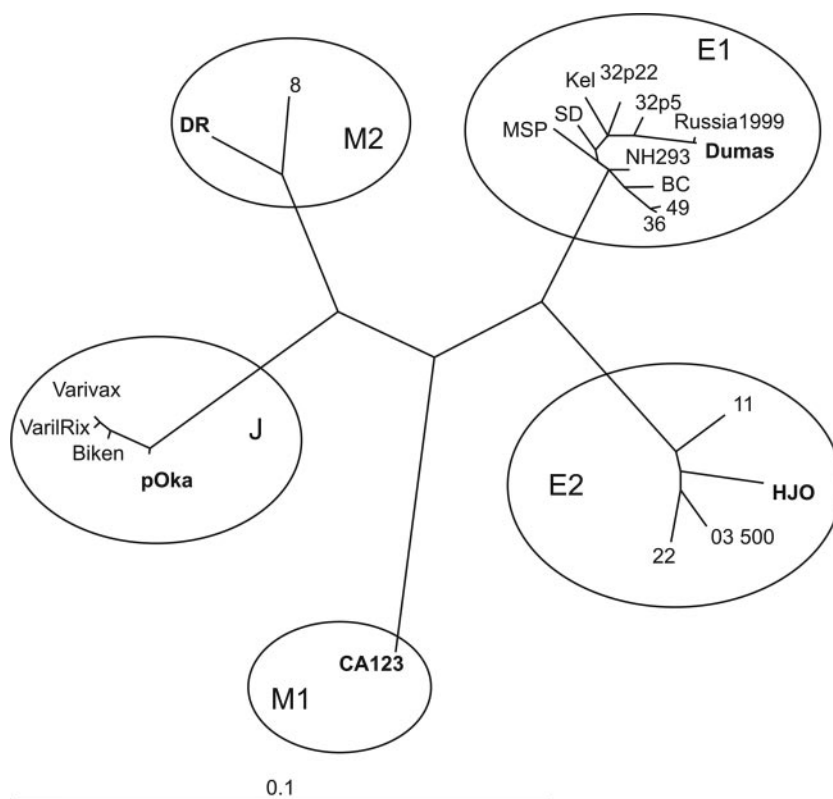 E1
32p22
Kel
8
32p5
SD
Russia1999
DR
MSP
M2
Dumas
NH293
BC
49
36
Varivax
11
VarilRix
J
Biken
E2
HJO
pOka
03 500
22
CA123
M1
0.1